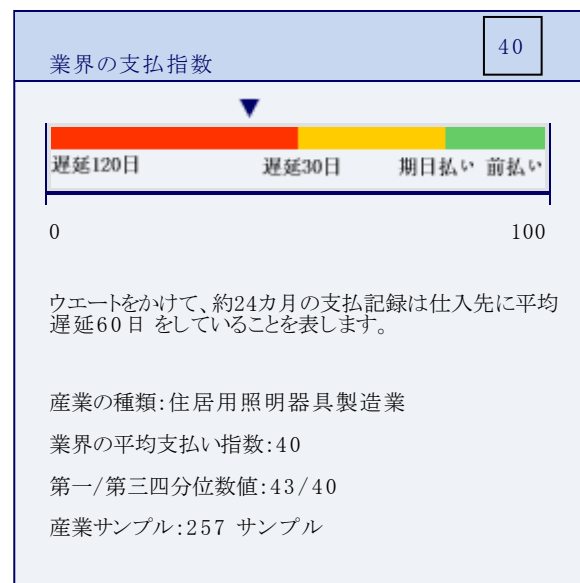 業界の支払指数
40
遅延120日 遅延30日 期日払い 前払い
0 100
ウエートをかけて、約24カ月の支払記録は仕入先に平均
遅延60日 をしていることを表します。
産業の種類:住居用照明器具製造業
業界の平均支払い指数:40
第一/第三四分位数値:43/40
産業サンプル:257 サンプル